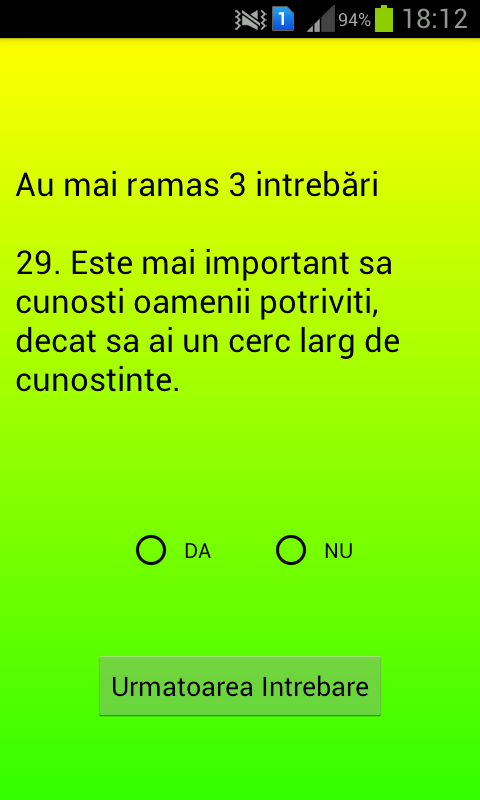 1 94% 18:12
Au mai ramas 3 intrebări
29. Este mai important sa
cunosti oamenii potriviti,
decat sa ai un cerc larg de
cunostinte.
DA NU
Urmatoarea Intrebare